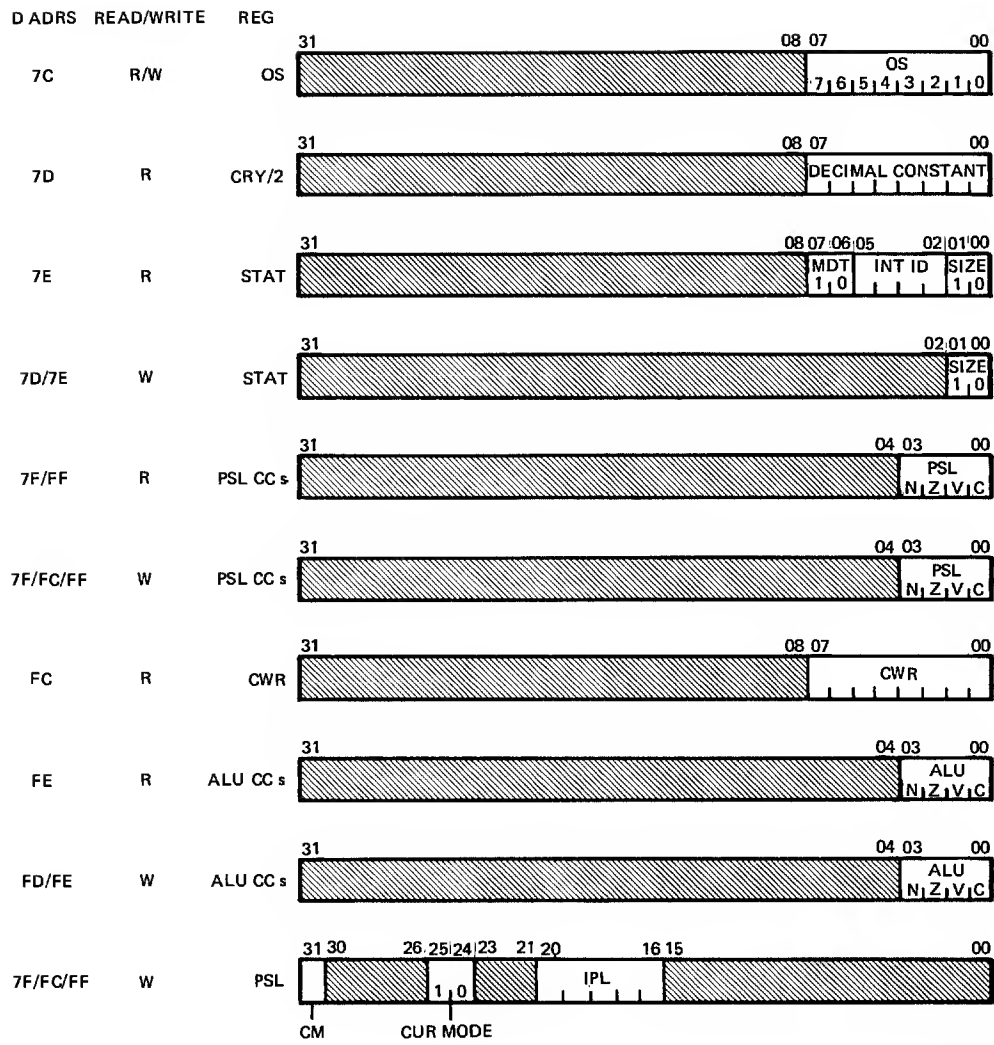 D ADRS READ/WRITE REG
31 08 07 00
7C R/W OS OS
7 6 5 4 3 2 1 0
31 08 07 00
7D R CRY/2 DECIMAL CONSTANT
31 08 07 06 05 02 01 00
7E R STAT MDT INT ID SIZE
1 0 1 0
31 02 01 00
7D/7E W STAT SIZE
1 0
31 04 03 00
7F/FF R PSL CCs PSL
N Z V C
31 04 03 00
7F/FC/FF W PSL CCs PSL
N Z V C
31 08 07 00
FC R CWR CWR
31 04 03 00
FE R ALU CCs ALU
N Z V C
31 04 03 00
FD/FE W ALU CCs ALU
N Z V C
31 30 26 25 24 23 21 20 16 15 00
7F/FC/FF W PSL IPL
1 0
CM CUR MODE